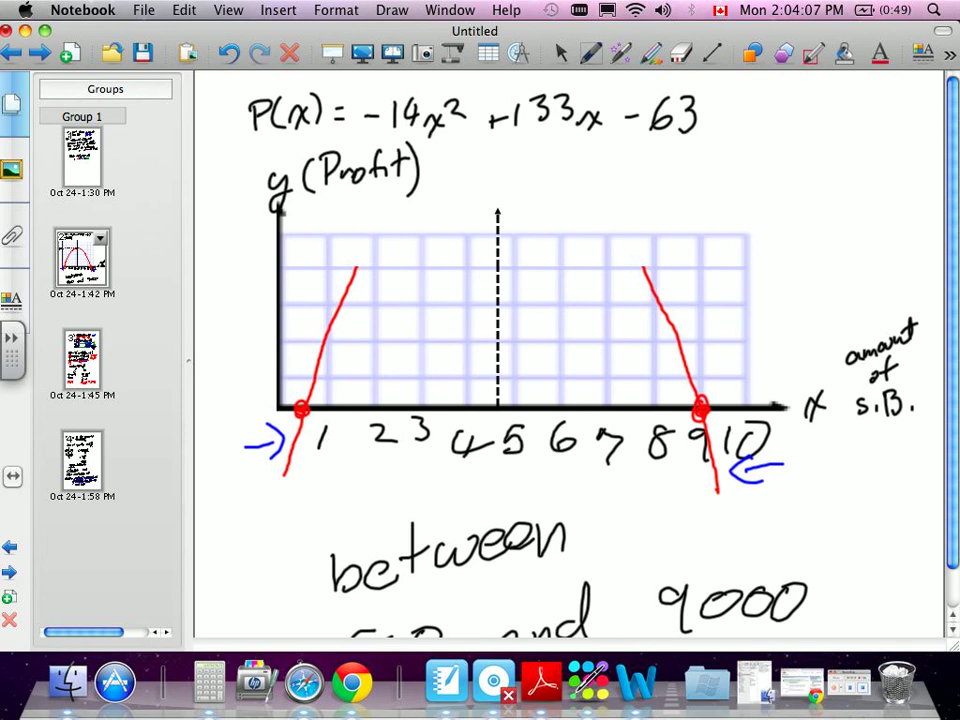 Notebook File Edit View Insert Format Draw Window Help Mon 2:04:07 PM (0:49)
Untitled
Groups
Group 1
Oct 24-1:30 PM
Oct 24-1:42 PM
Oct 24-1:45 PM
Oct 24-1:58 PM
P(x) = -14x² +133x - 63
y (Profit)
x amount of S.B.
1 2 3 4 5 6 7 8 9 10
between
and 9000